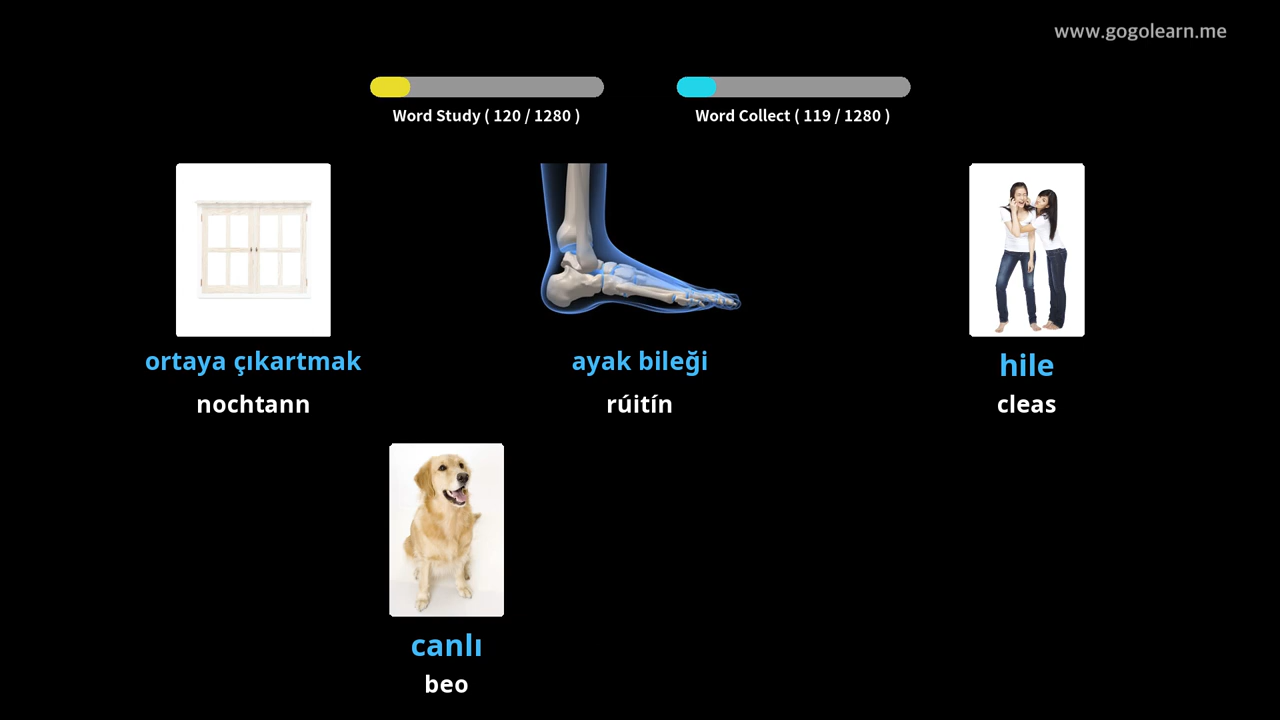 www.gogolearn.me
Word Study ( 120 / 1280 )
Word Collect ( 119 / 1280 )
ortaya çıkartmak
nochtann
ayak bileği
rúitín
hile
cleas
canlı
beo